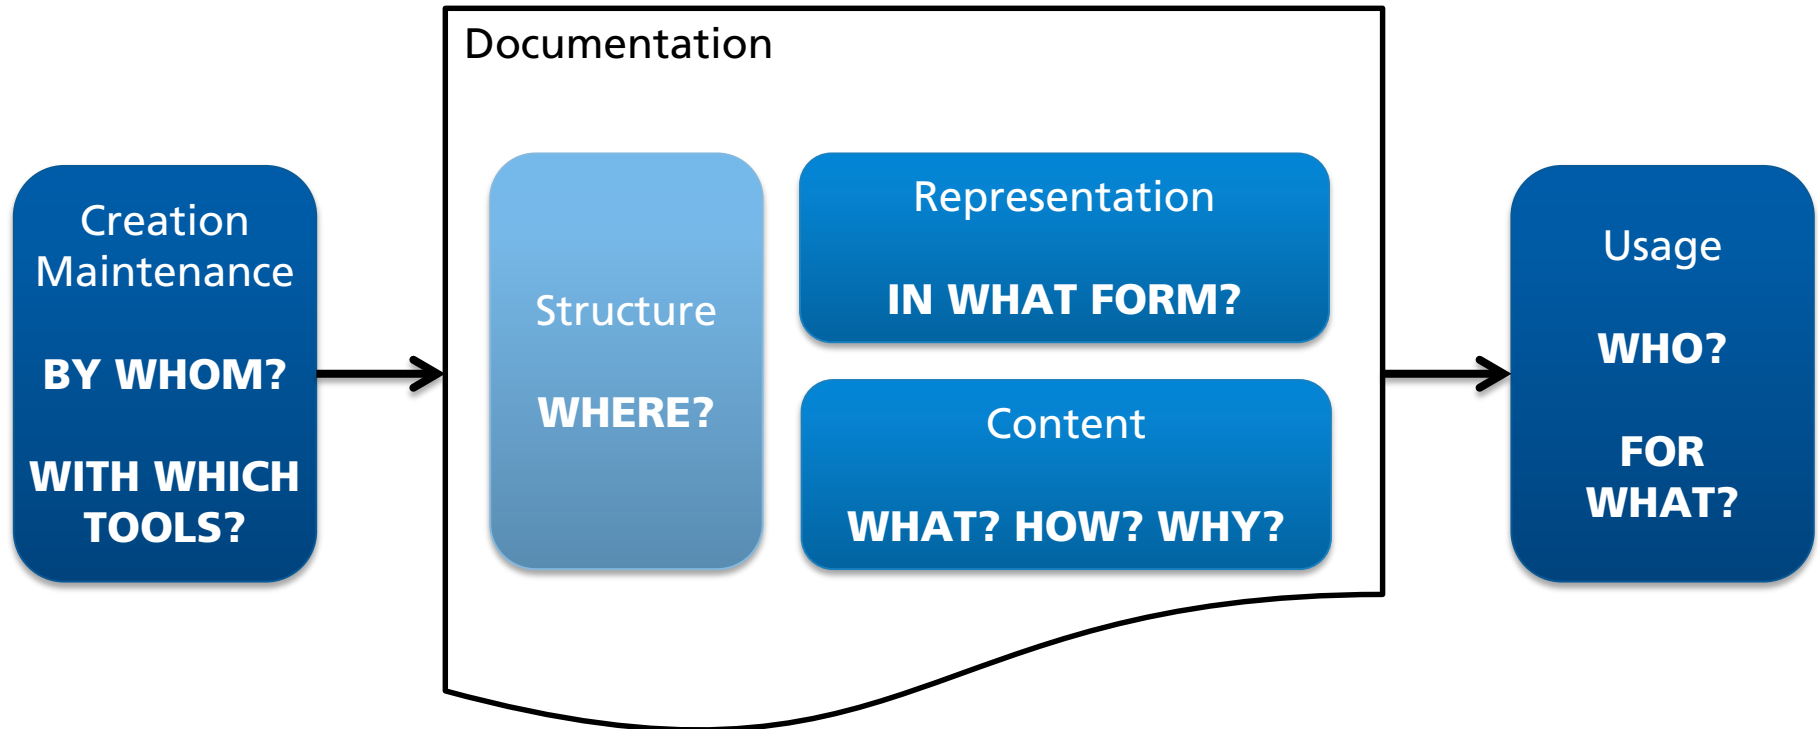 Documentation
Creation
Maintenance
BY WHOM?
WITH WHICH
TOOLS?
Structure
WHERE?
Representation
IN WHAT FORM?
Content
WHAT? HOW? WHY?
Usage
WHO?
FOR
WHAT?